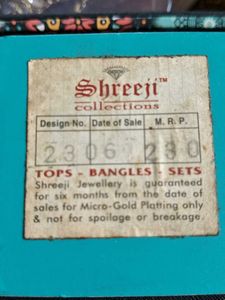 Shreeji™
collections
Design No. Date of Sale M. R. P.
2306 230
TOPS - BANGLES - SETS
Shreeji Jewellery is guaranteed
for six months from the date of
sales for Micro-Gold Platting only
& not for spoilage or breakage.